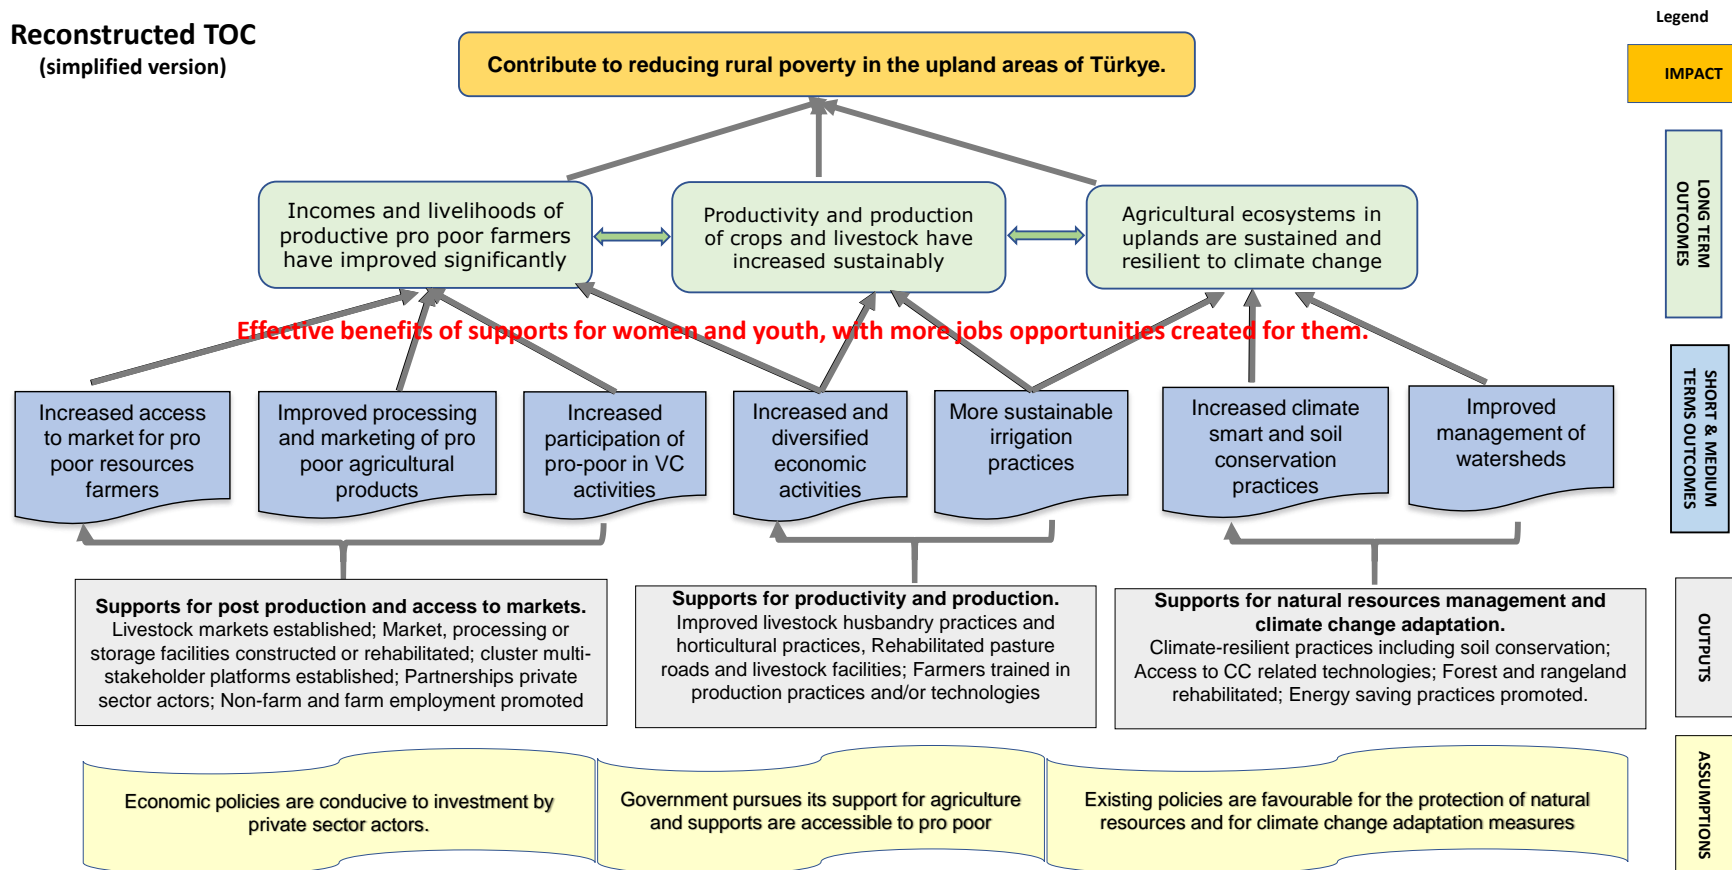 Reconstructed TOC
(simplified version)
Legend
Contribute to reducing rural poverty in the upland areas of Türkye.
IMPACT
Incomes and livelihoods of
productive pro poor farmers
have improved significantly
Productivity and production
of crops and livestock have
increased sustainably
Agricultural ecosystems in
uplands are sustained and
resilient to climate change
LONG TERM
OUTCOMES
Effective benefits of supports for women and youth, with more jobs opportunities created for them.
Increased access
to market for pro
poor resources
farmers
Improved processing
and marketing of pro
poor agricultural
products
Increased
participation of
pro-poor in VC
activities
Increased and
diversified
economic
activities
More sustainable
irrigation
practices
Increased climate
smart and soil
conservation
practices
Improved
management of
watersheds
SHORT & MEDIUM
TERMS OUTCOMES
Supports for post production and access to markets.
Livestock markets established; Market, processing or
storage facilities constructed or rehabilitated; cluster multi-
stakeholder platforms established; Partnerships private
sector actors; Non-farm and farm employment promoted
Supports for productivity and production.
Improved livestock husbandry practices and
horticultural practices, Rehabilitated pasture
roads and livestock facilities; Farmers trained in
production practices and/or technologies
Supports for natural resources management and
climate change adaptation.
Climate-resilient practices including soil conservation;
Access to CC related technologies; Forest and rangeland
rehabilitated; Energy saving practices promoted.
OUTPUTS
Economic policies are conducive to investment by
private sector actors.
Government pursues its support for agriculture
and supports are accessible to pro poor
Existing policies are favourable for the protection of natural
resources and for climate change adaptation measures
ASSUMPTIONS